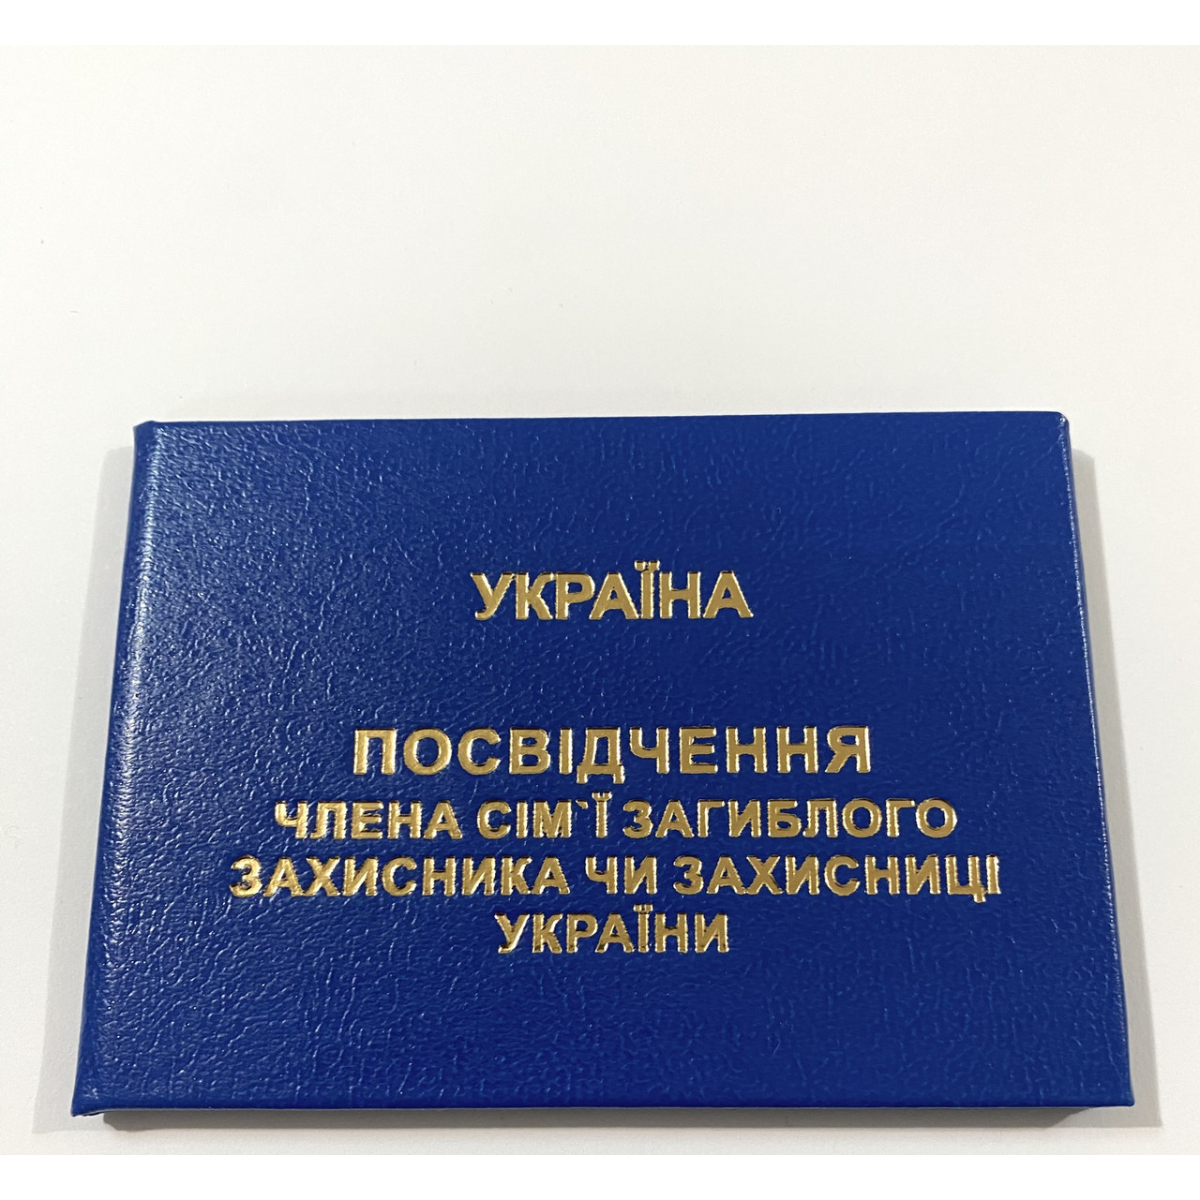 УКРАЇНА
ПОСВІДЧЕННЯ
ЧЛЕНА СІМ`Ї ЗАГИБЛОГО
ЗАХИСНИКА ЧИ ЗАХИСНИЦІ
УКРАЇНИ